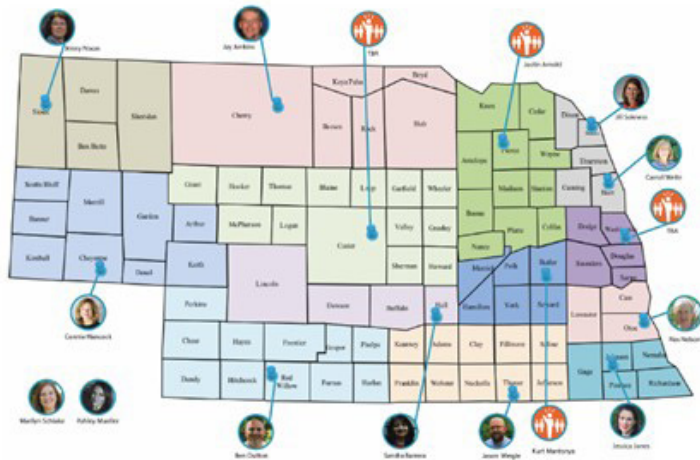 Jenny Nixon
Jay Jenkins
TBA
Justin Arnold
Jill Sakness
Carroll Welte
TBA
Connie Hancock
Marilyn Schlake
Ashley Mueller
Ben Dutton
Sandra Barrera
Jason Weigle
Kurt Mantonya
Jessica Jones
Sioux
Dawes
Sheridan
Box Butte
Cherry
Keya Paha
Boyd
Brown
Rock
Holt
Knox
Cedar
Dixon
Antelope
Pierce
Wayne
Thurston
Scotts Bluff
Morrill
Garden
Grant
Hooker
Thomas
Blaine
Loup
Garfield
Wheeler
Madison
Stanton
Cuming
Burt
Banner
Arthur
McPherson
Logan
Custer
Valley
Greeley
Boone
Platte
Colfax
Dodge
Kimball
Cheyenne
Deuel
Keith
Lincoln
Sherman
Howard
Nance
Merrick
Polk
Butler
Saunders
Douglas
Sarpy
Perkins
Dawson
Buffalo
Hall
Hamilton
York
Seward
Lancaster
Cass
Otoe
Chase
Hayes
Frontier
Gosper
Phelps
Kearney
Adams
Clay
Fillmore
Saline
Gage
Johnson
Nemaha
Dundy
Hitchcock
Red
Willow
Furnas
Harlan
Franklin
Webster
Nuckolls
Thayer
Jefferson
Pawnee
Richardson